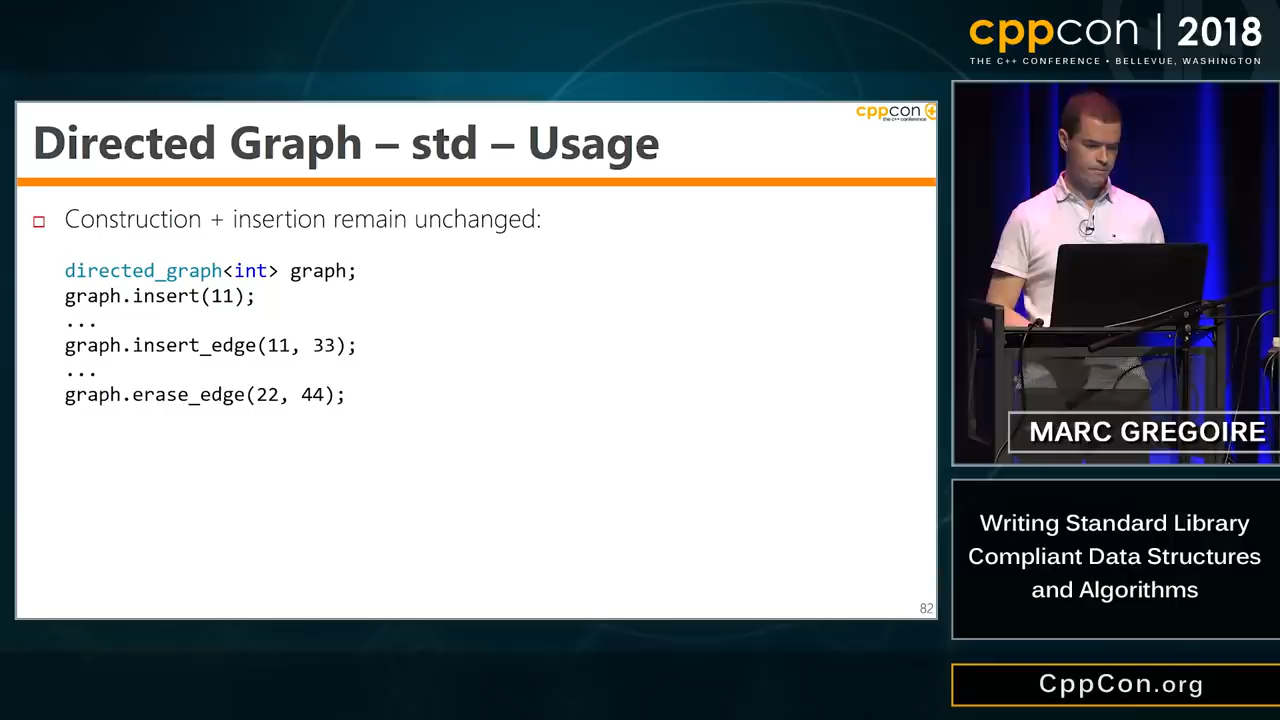 cppcon | 2018
THE C++ CONFERENCE • BELLEVUE, WASHINGTON
cppcon
the c++ conference
Directed Graph – std – Usage
Construction + insertion remain unchanged:
directed_graph<int> graph;
graph.insert(11);
...
graph.insert_edge(11, 33);
...
graph.erase_edge(22, 44);
82
MARC GREGOIRE
Writing Standard Library
Compliant Data Structures
and Algorithms
CppCon.org